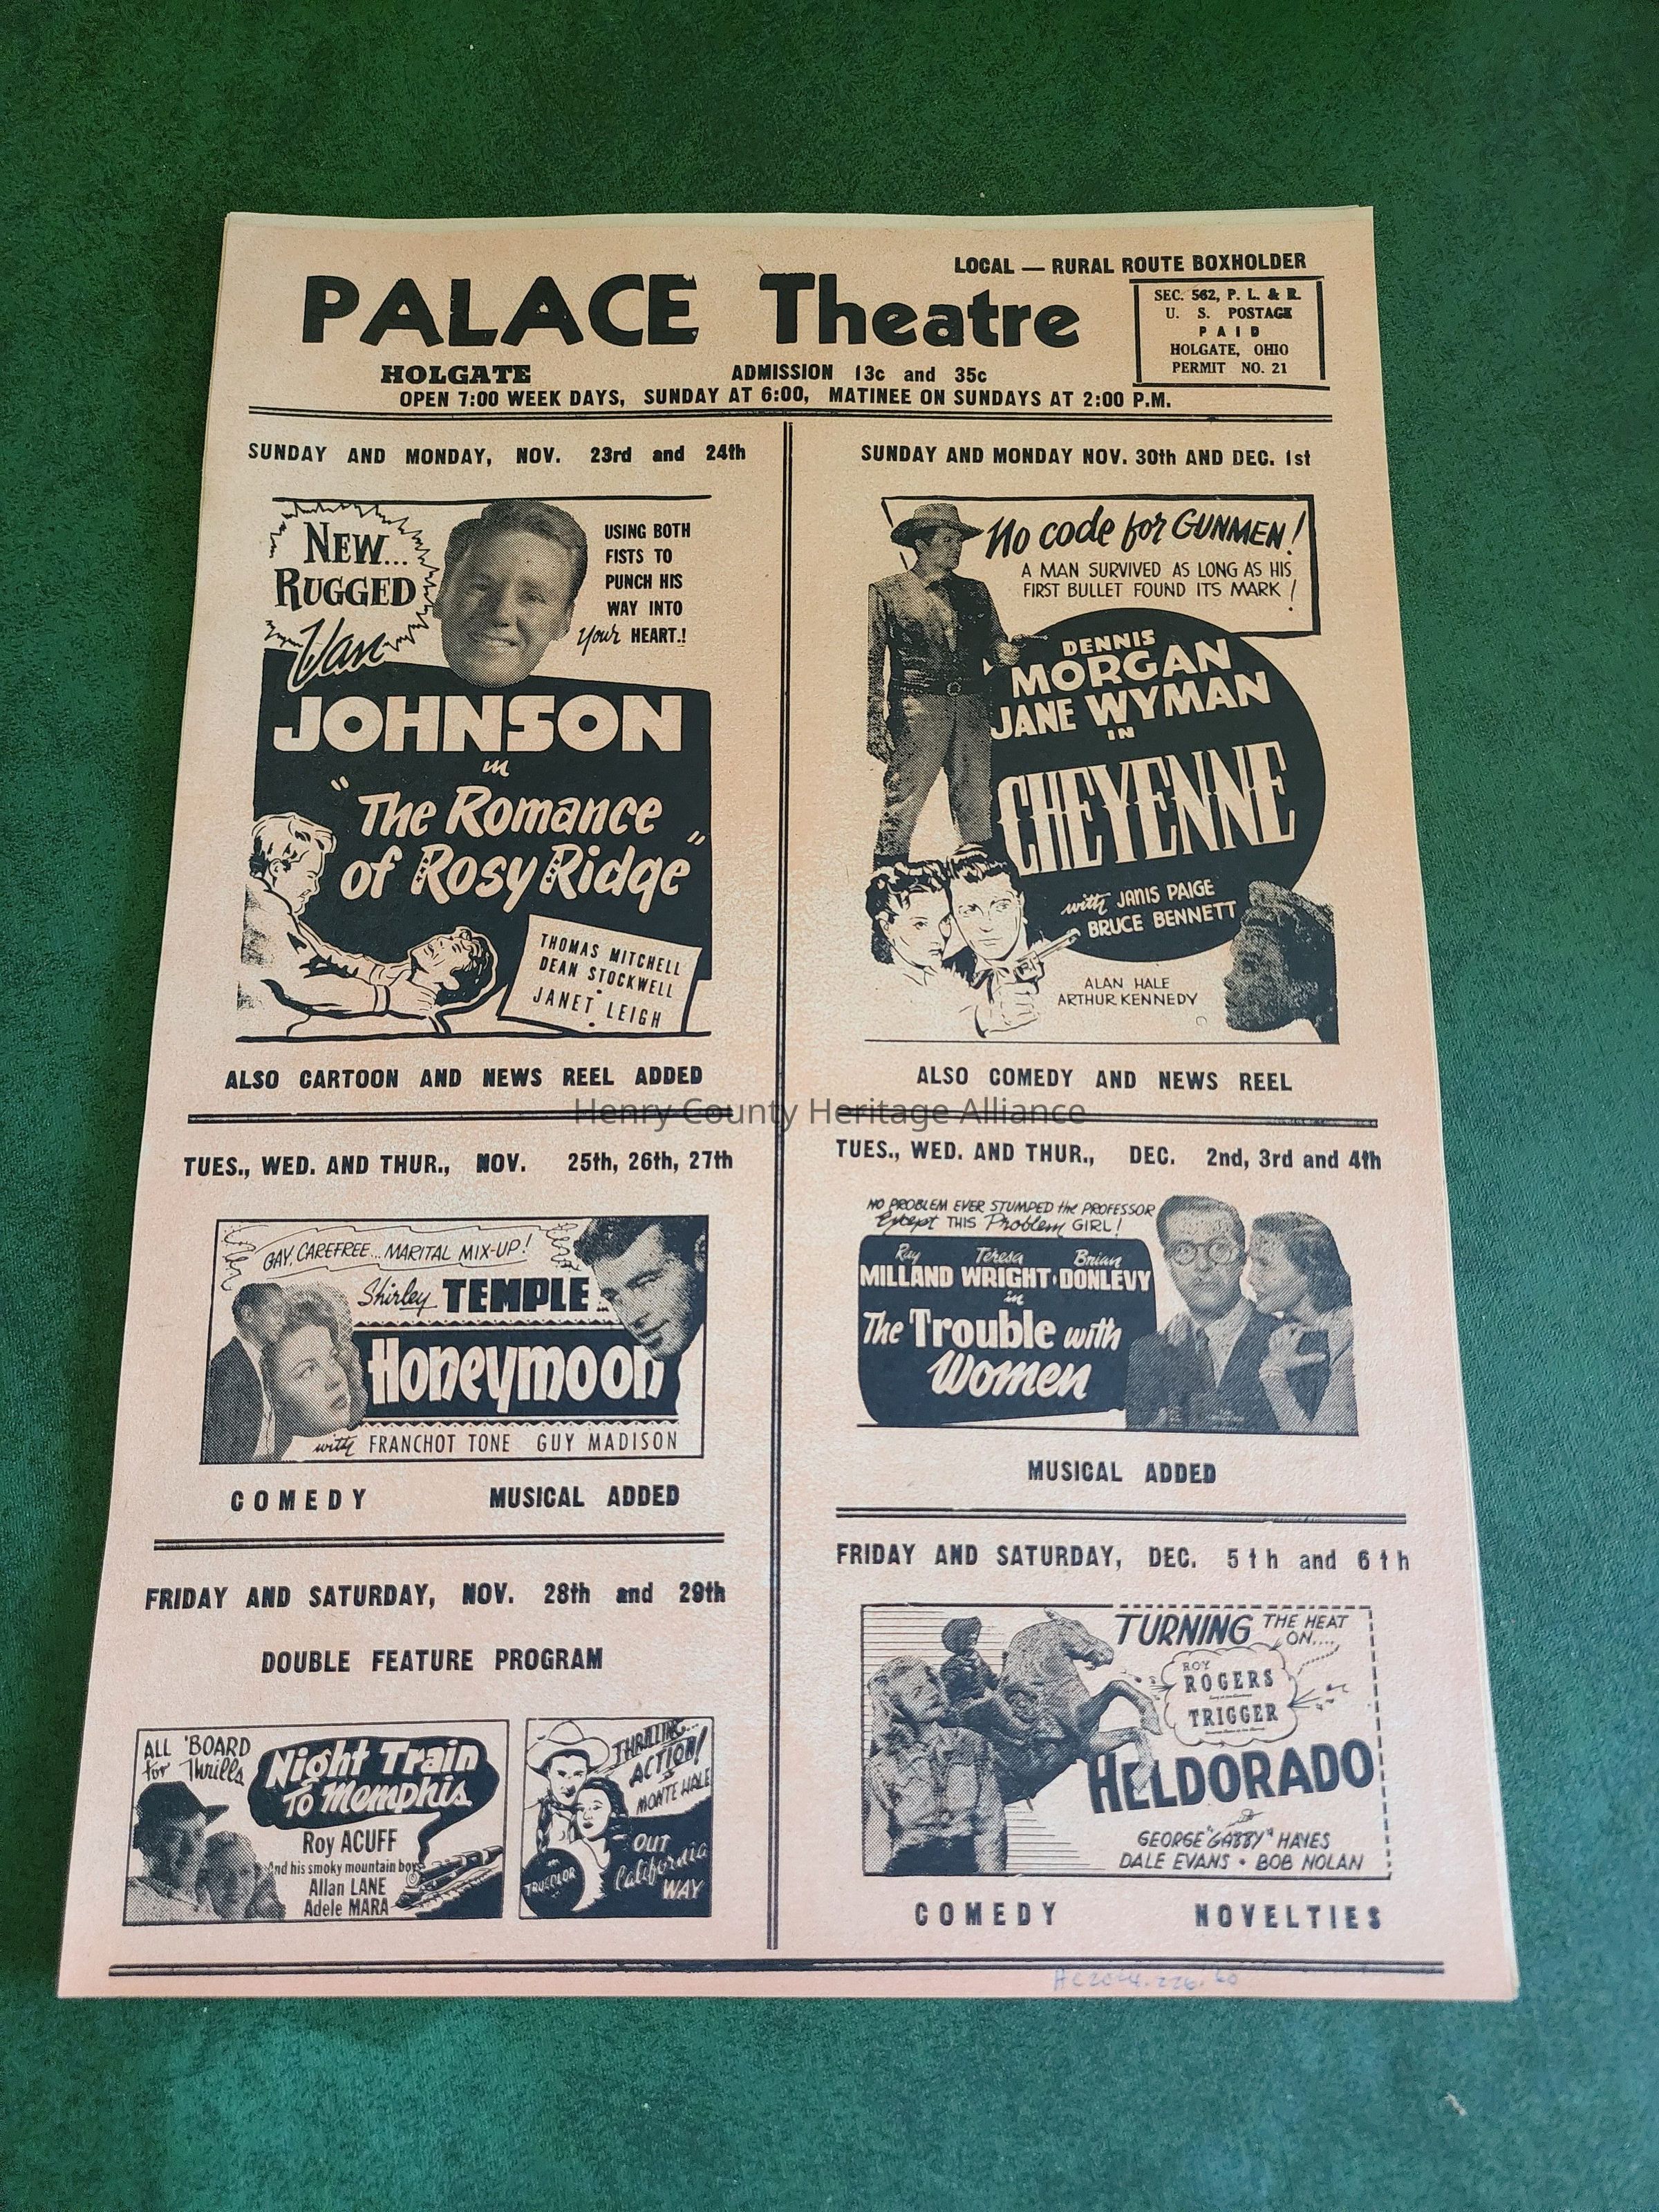 LOCAL — RURAL ROUTE BOXHOLDER
PALACE Theatre
SEC. 562, P. L. & R.
U. S. POSTAGE
PAID
HOLGATE, OHIO
PERMIT NO. 21
HOLGATE
ADMISSION 13c and 35c
OPEN 7:00 WEEK DAYS, SUNDAY AT 6:00, MATINEE ON SUNDAYS AT 2:00 P.M.
SUNDAY AND MONDAY, NOV. 23rd and 24th
NEW...
RUGGED
Van
USING BOTH
FISTS TO
PUNCH HIS
WAY INTO
your HEART.!
JOHNSON
in
"The Romance
of Rosy Ridge"
THOMAS MITCHELL
DEAN STOCKWELL
JANET LEIGH
ALSO CARTOON AND NEWS REEL ADDED
TUES., WED. AND THUR., NOV. 25th, 26th, 27th
GAY, CAREFREE... MARITAL MIX-UP!
Shirley TEMPLE
Honeymoon
with FRANCHOT TONE GUY MADISON
COMEDY MUSICAL ADDED
FRIDAY AND SATURDAY, NOV. 28th and 29th
DOUBLE FEATURE PROGRAM
ALL 'BOARD
for Thrills
Night Train
To Memphis
Roy ACUFF
And his smoky mountain boys
Allan LANE
Adele MARA
THRILLING...
ACTION!
MONTE HALE
OUT
California
WAY
TRUCOLOR
SUNDAY AND MONDAY NOV. 30th AND DEC. 1st
No code for GUNMEN!
A MAN SURVIVED AS LONG AS HIS
FIRST BULLET FOUND ITS MARK!
DENNIS
MORGAN
JANE WYMAN
IN
CHEYENNE
with JANIS PAIGE
BRUCE BENNETT
ALAN HALE
ARTHUR KENNEDY
ALSO COMEDY AND NEWS REEL
Henry County Heritage Alliance
TUES., WED. AND THUR., DEC. 2nd, 3rd and 4th
NO PROBLEM EVER STUMPED the PROFESSOR
Except THIS Problem GIRL!
Ray Teresa Brian
MILLAND WRIGHT · DONLEVY
in
The Trouble with
Women
MUSICAL ADDED
FRIDAY AND SATURDAY, DEC. 5th and 6th
TURNING THE HEAT
ON....
ROY
ROGERS
TRIGGER
HELDORADO
GEORGE "GABBY" HAYES
DALE EVANS • BOB NOLAN
COMEDY NOVELTIES